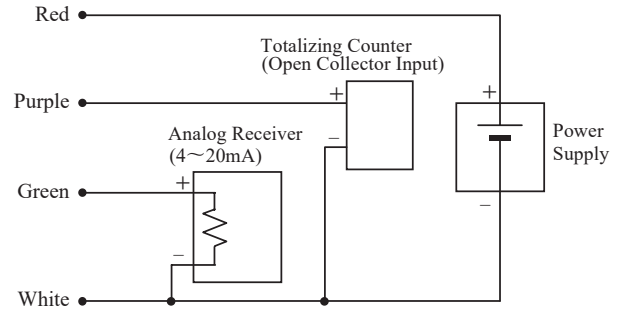 Red
Totalizing Counter
(Open Collector Input)
+
+
Purple
−
Analog Receiver
(4～20mA)
Power
Supply
+
Green
−
−
White